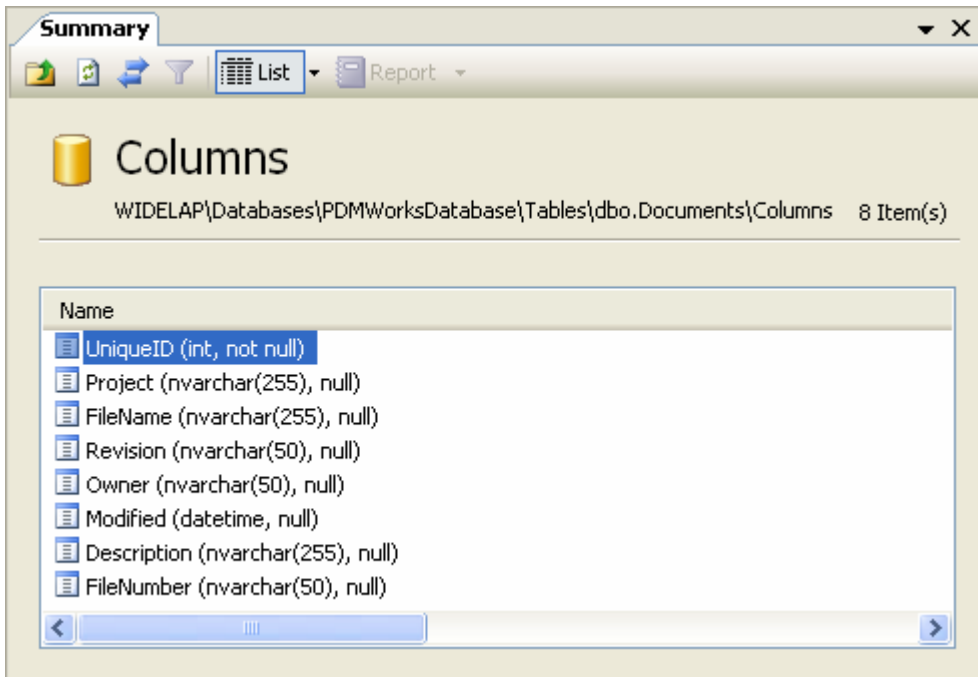 Summary
List
Report
Columns
WIDELAP\Databases\PDMWorksDatabase\Tables\dbo.Documents\Columns 8 Item(s)
Name
UniqueID (int, not null)
Project (nvarchar(255), null)
FileName (nvarchar(255), null)
Revision (nvarchar(50), null)
Owner (nvarchar(50), null)
Modified (datetime, null)
Description (nvarchar(255), null)
FileNumber (nvarchar(50), null)